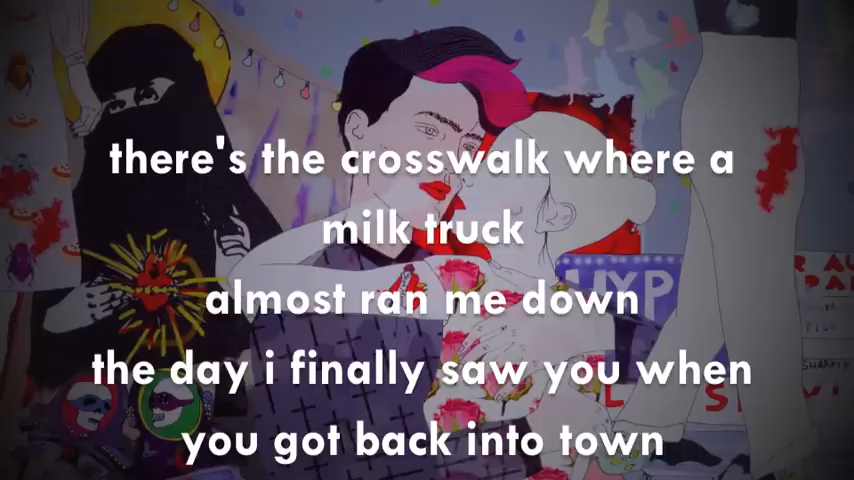 there's the crosswalk where a
milk truck
almost ran me down
the day i finally saw you when
you got back into town